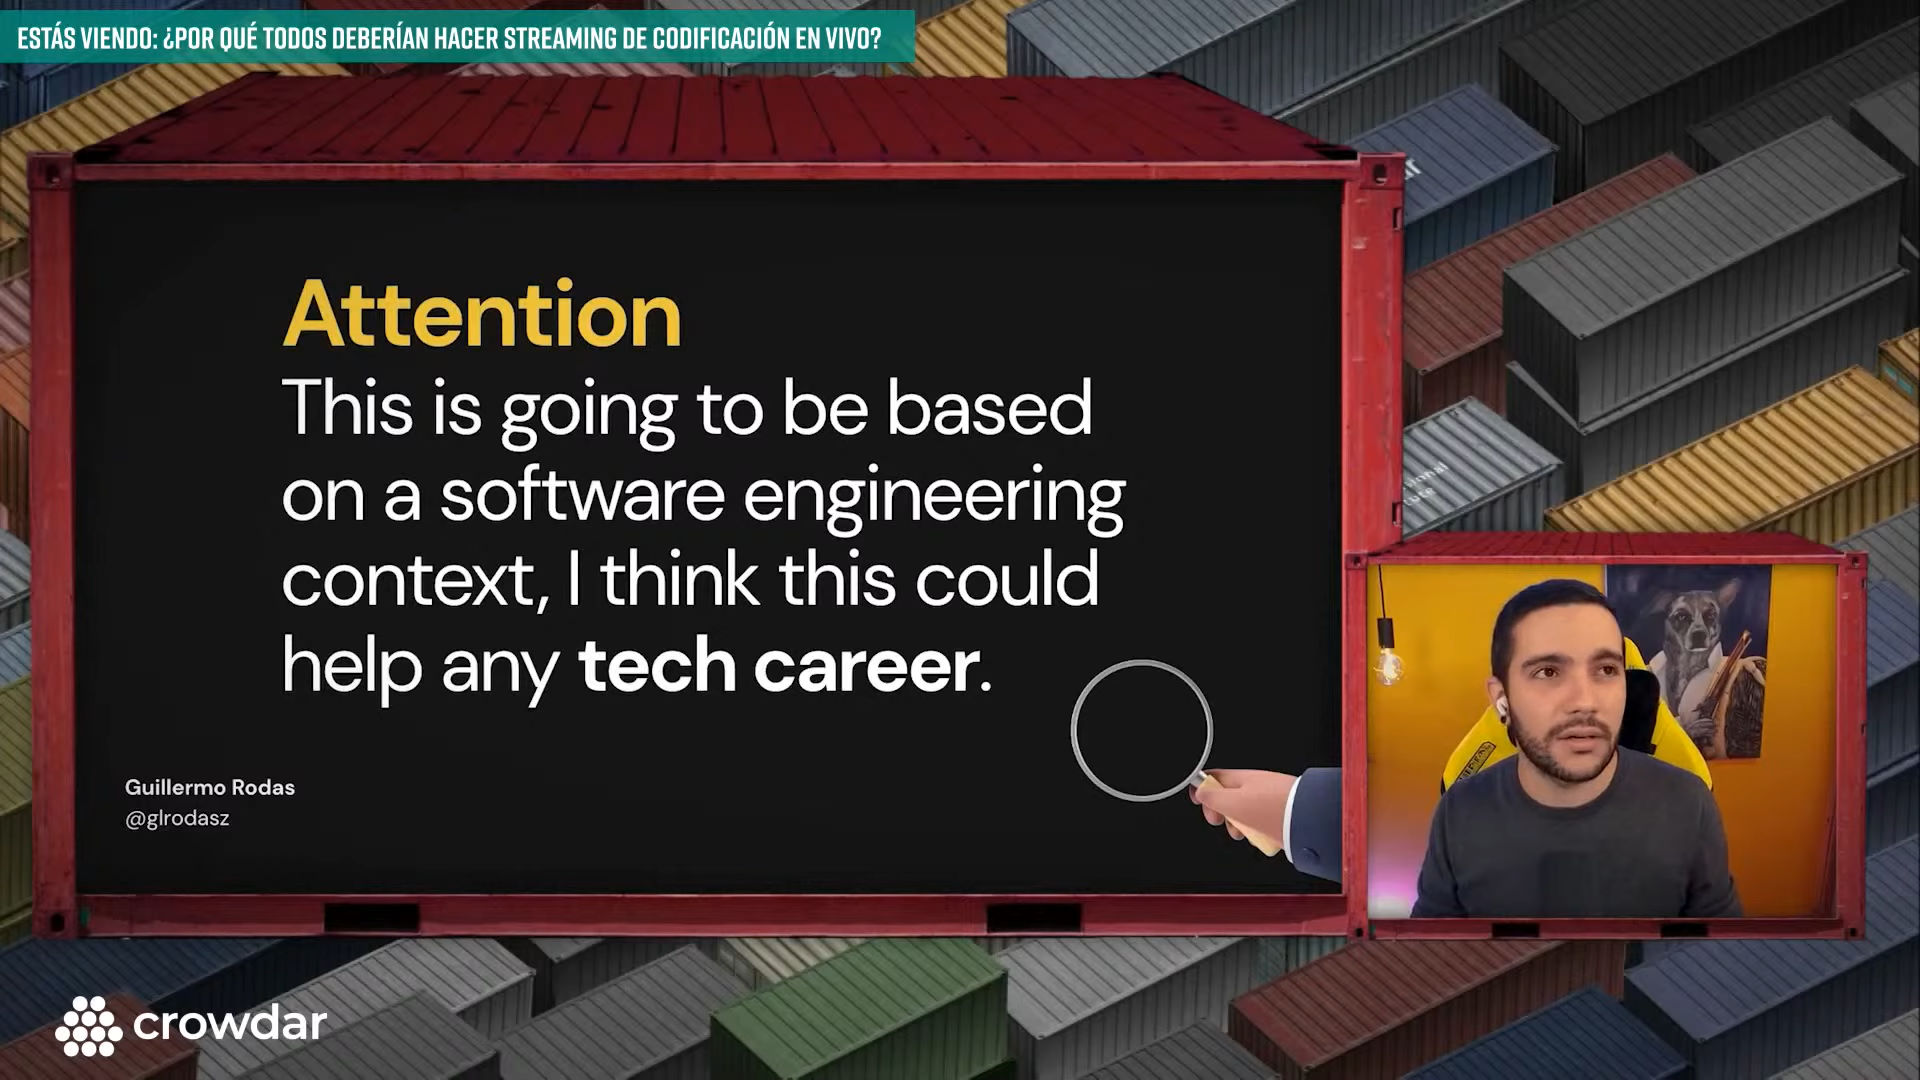 ESTÁS VIENDO: ¿POR QUÉ TODOS DEBERÍAN HACER STREAMING DE CODIFICACIÓN EN VIVO?
Attention
This is going to be based
on a software engineering
context, I think this could
help any tech career.
Guillermo Rodas
@glrodasz
crowdar